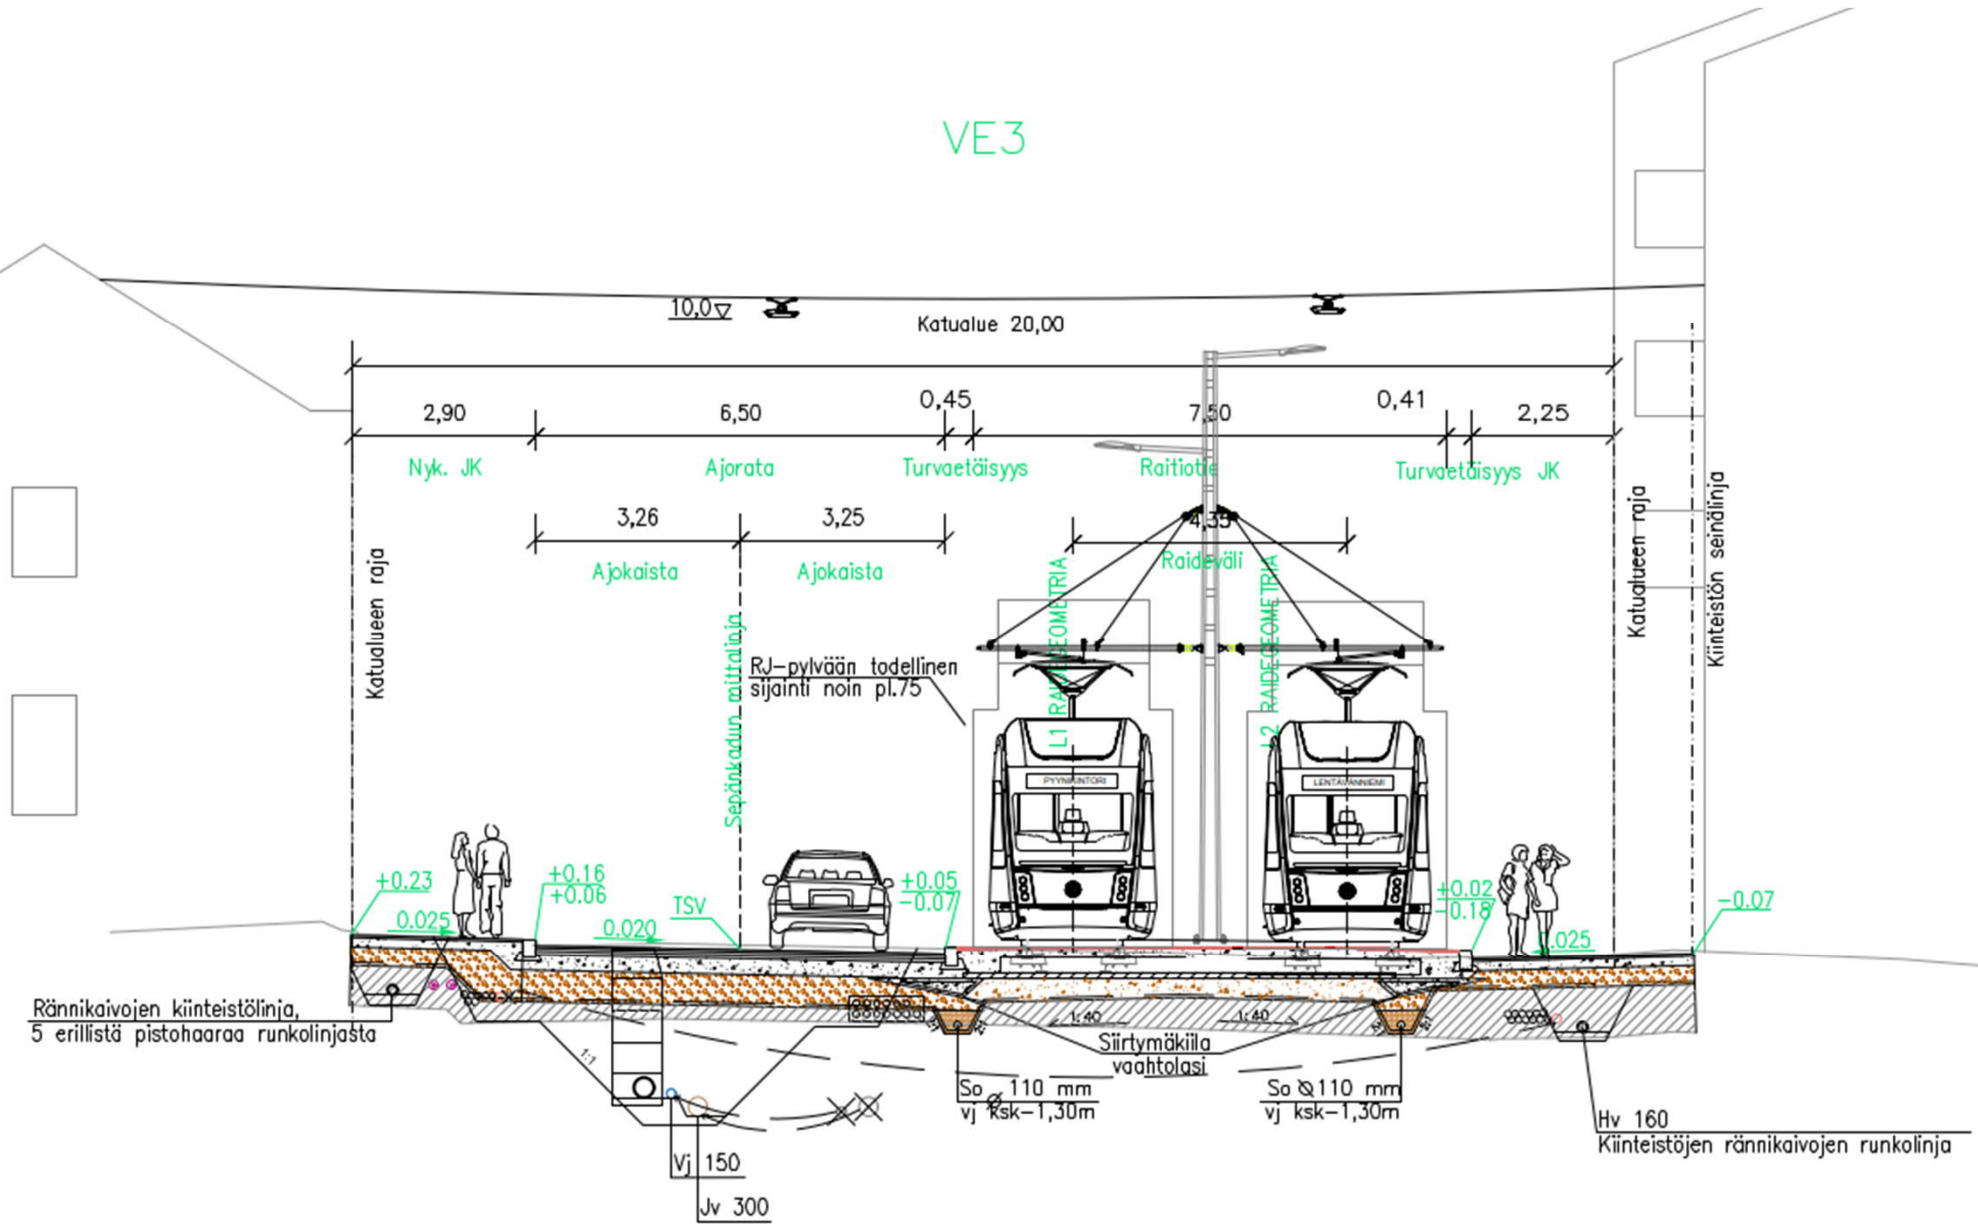 VE3
10,0
Katualue 20,00
2,90
6,50
0,45
7,50
0,41
2,25
Nyk. JK
Ajorata
Turvaetäisyys
Raitiotie
Turvaetäisyys JK
3,26
3,25
4,35
Ajokaista
Ajokaista
Raideväli
Katualueen raja
Sepänkadun mittalinja
L1 RAIDEGEOMETRIA
L2 RAIDEGEOMETRIA
Katualueen raja
Kiinteistön seinälinja
RJ-pylvään todellinen
sijainti noin pl.75
PYYNIKINTORI
LENTÄVÄNNIEMI
+0.23
0.025
+0.16
+0.06
0.020
TSV
+0.05
-0.07
+0.02
-0.18
0.025
-0.07
Rännikaivojen kiinteistölinja,
5 erillistä pistohaaraa runkolinjasta
1:1
1:40
1:40
Siirtymäkiila
vaahtolasi
So ⌀ 110 mm
vj ksk-1,30m
So ⌀ 110 mm
vj ksk-1,30m
Hv 160
Kiinteistöjen rännikaivojen runkolinja
Vj 150
Jv 300